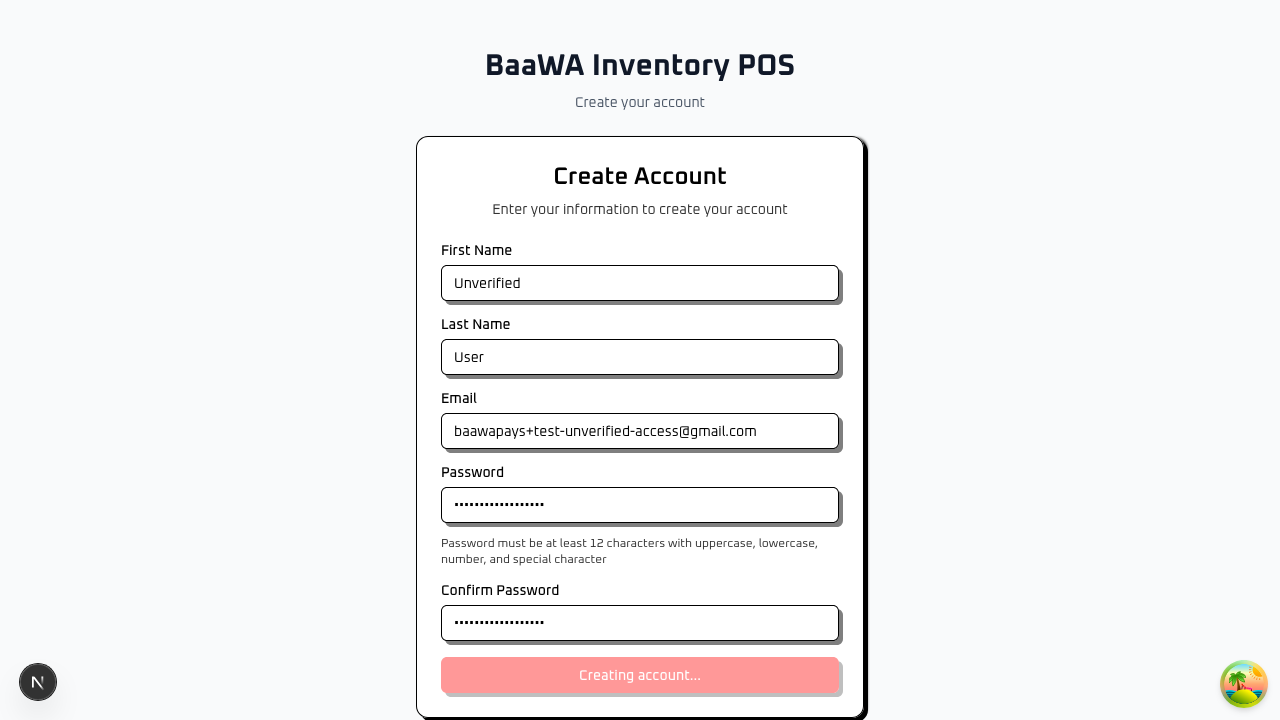 BaaWA Inventory POS
Create your account
Create Account
Enter your information to create your account
First Name
Unverified
Last Name
User
Email
baawapays+test-unverified-access@gmail.com
Password
••••••••••••••••••
Password must be at least 12 characters with uppercase, lowercase,
number, and special character
Confirm Password
••••••••••••••••••
Creating account...
N